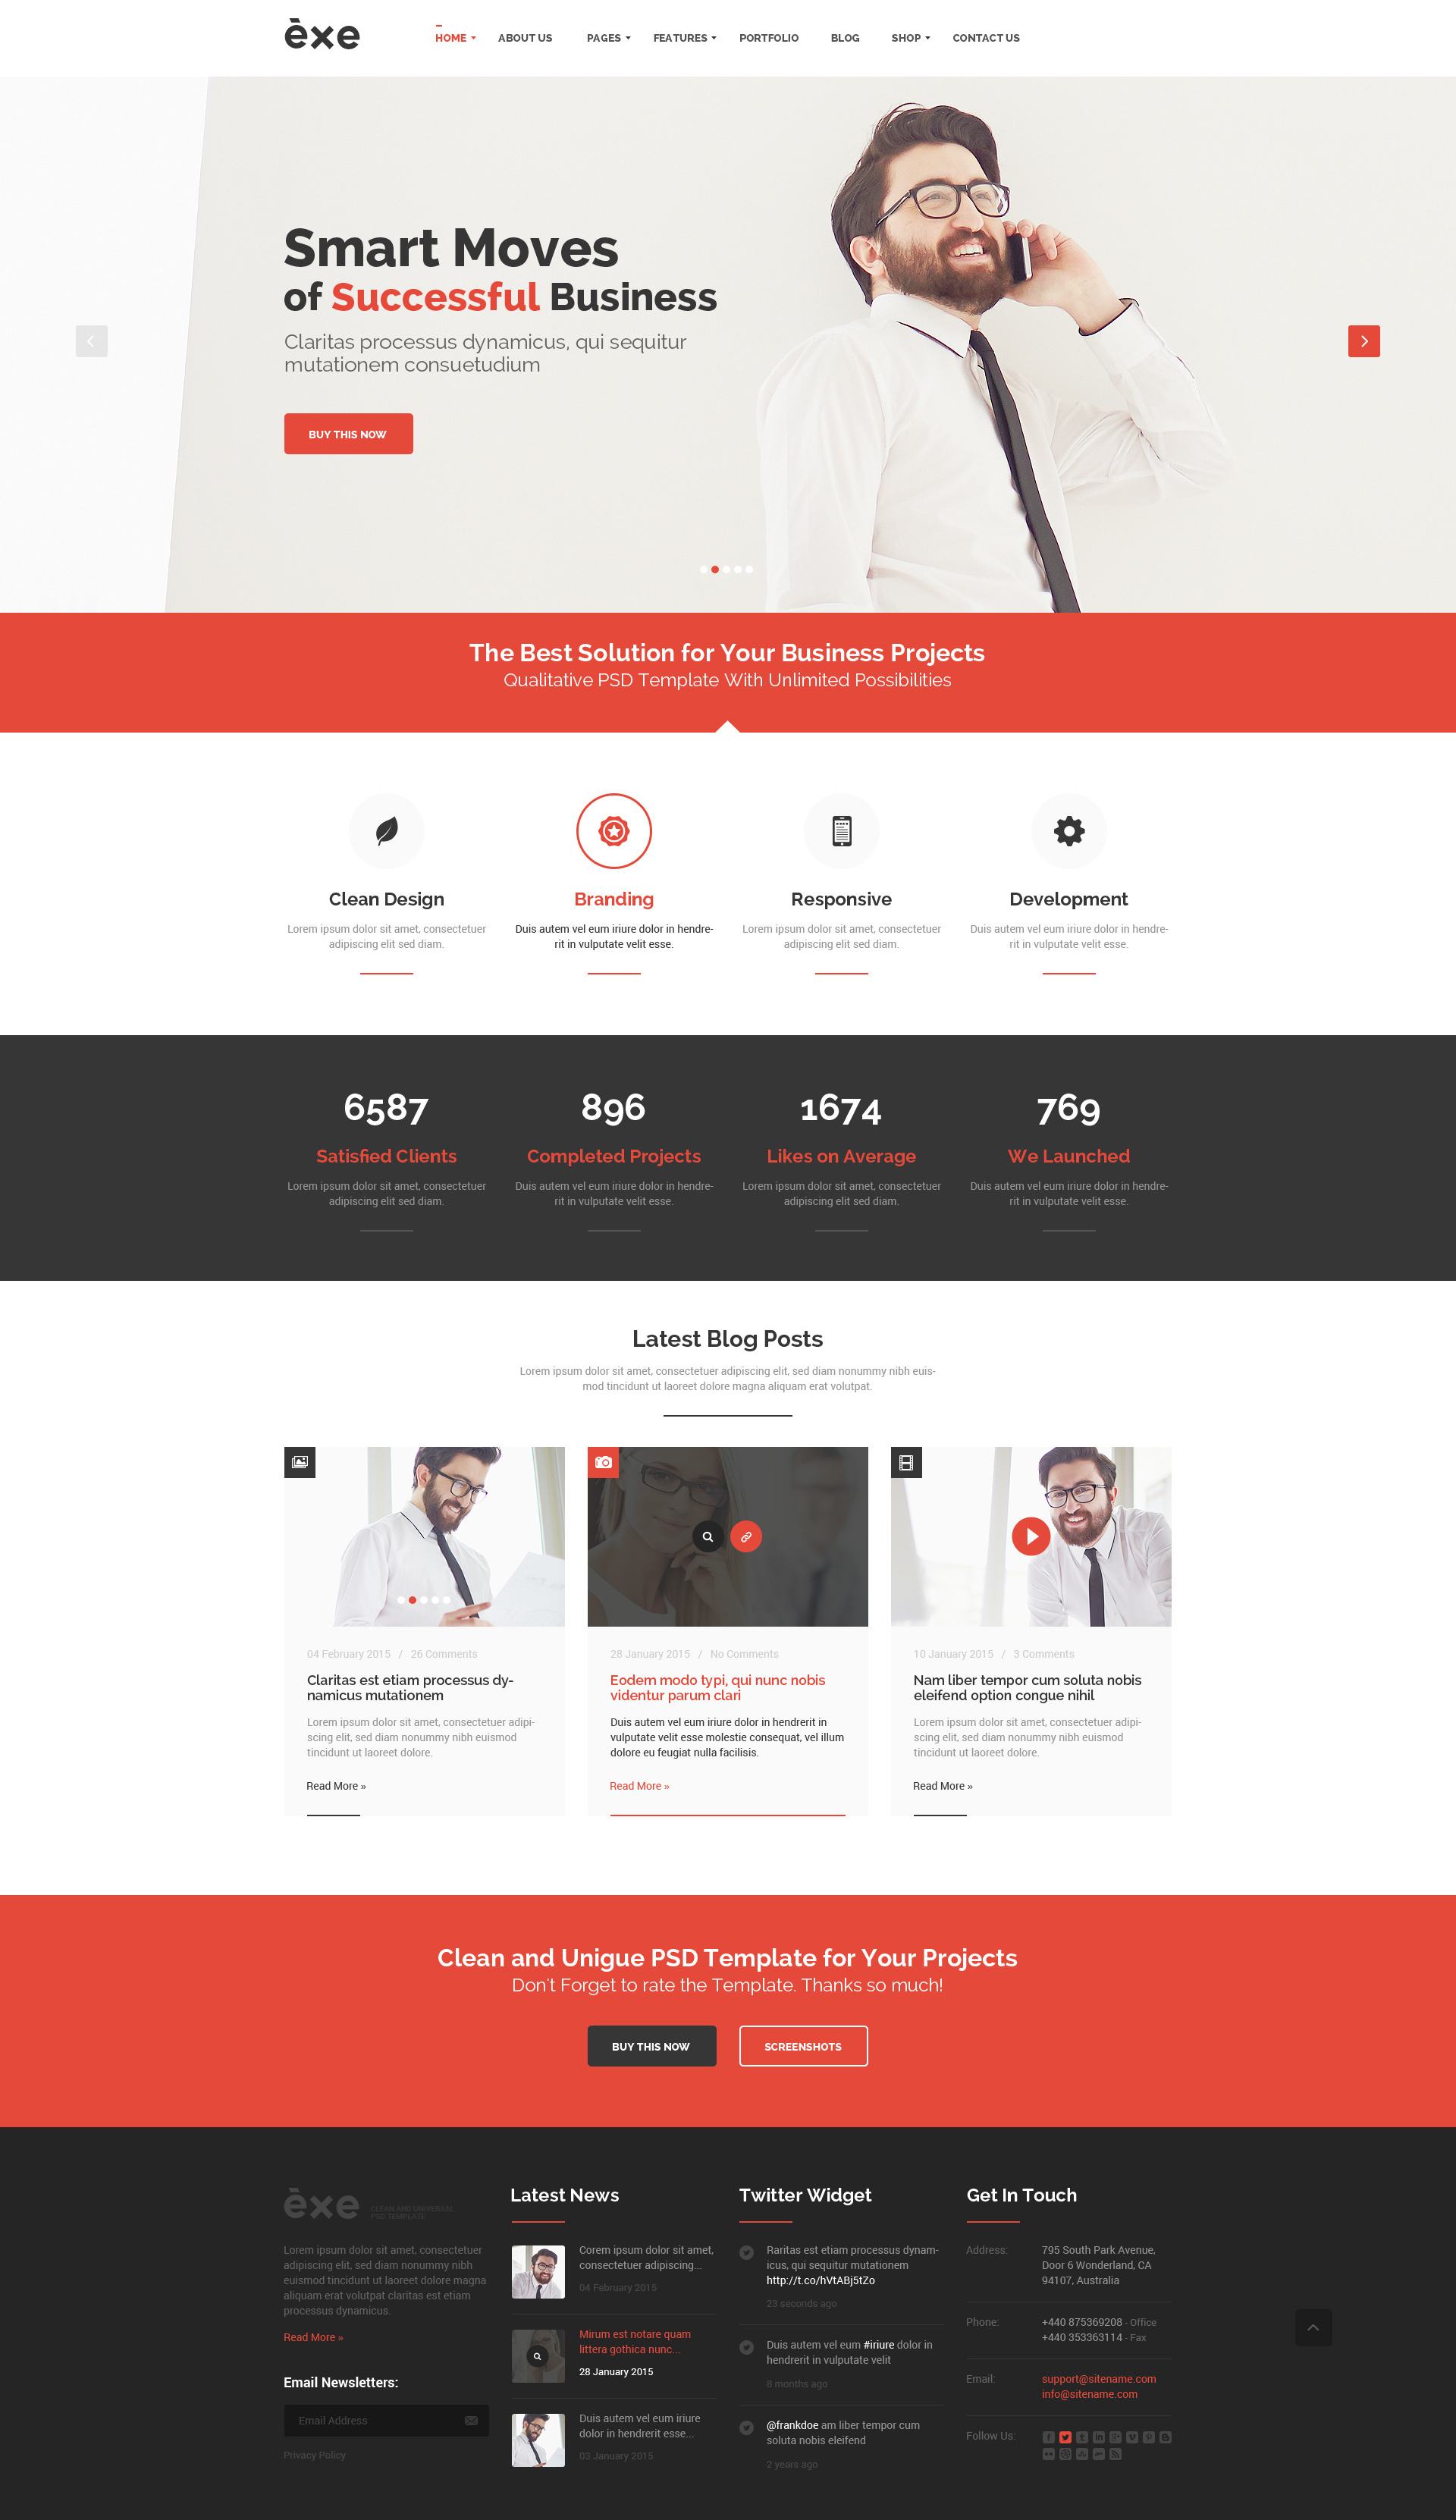 èxe
HOME ABOUT US PAGES FEATURES PORTFOLIO BLOG SHOP CONTACT US
Smart Moves
of Successful Business
Claritas processus dynamicus, qui sequitur
mutationem consuetudium
BUY THIS NOW
The Best Solution for Your Business Projects
Qualitative PSD Template With Unlimited Possibilities
Clean Design
Lorem ipsum dolor sit amet, consectetuer
adipiscing elit sed diam.
Branding
Duis autem vel eum iriure dolor in hendre-
rit in vulputate velit esse.
Responsive
Lorem ipsum dolor sit amet, consectetuer
adipiscing elit sed diam.
Development
Duis autem vel eum iriure dolor in hendre-
rit in vulputate velit esse.
6587
Satisfied Clients
Lorem ipsum dolor sit amet, consectetuer
adipiscing elit sed diam.
896
Completed Projects
Duis autem vel eum iriure dolor in hendre-
rit in vulputate velit esse.
1674
Likes on Average
Lorem ipsum dolor sit amet, consectetuer
adipiscing elit sed diam.
769
We Launched
Duis autem vel eum iriure dolor in hendre-
rit in vulputate velit esse.
Latest Blog Posts
Lorem ipsum dolor sit amet, consectetuer adipiscing elit, sed diam nonummy nibh euis-
mod tincidunt ut laoreet dolore magna aliquam erat volutpat.
04 February 2015 / 26 Comments
Claritas est etiam processus dy-
namicus mutationem
Lorem ipsum dolor sit amet, consectetuer adipi-
scing elit, sed diam nonummy nibh euismod
tincidunt ut laoreet dolore.
Read More »
28 January 2015 / No Comments
Eodem modo typi, qui nunc nobis
videntur parum clari
Duis autem vel eum iriure dolor in hendrerit in
vulputate velit esse molestie consequat, vel illum
dolore eu feugiat nulla facilisis.
Read More »
10 January 2015 / 3 Comments
Nam liber tempor cum soluta nobis
eleifend option congue nihil
Lorem ipsum dolor sit amet, consectetuer adipi-
scing elit, sed diam nonummy nibh euismod
tincidunt ut laoreet dolore.
Read More »
Clean and Unigue PSD Template for Your Projects
Don't Forget to rate the Template. Thanks so much!
BUY THIS NOW
SCREENSHOTS
èxe
CLEAN AND UNIVERSAL
PSD TEMPLATE
Lorem ipsum dolor sit amet, consectetuer
adipiscing elit, sed diam nonummy nibh
euismod tincidunt ut laoreet dolore magna
aliquam erat volutpat claritas est etiam
processus dynamicus.
Read More »
Email Newsletters:
Email Address
Privacy Policy
Latest News
Corem ipsum dolor sit amet,
consectetuer adipiscing...
04 February 2015
Mirum est notare quam
littera gothica nunc...
28 January 2015
Duis autem vel eum iriure
dolor in hendrerit esse...
03 January 2015
Twitter Widget
Raritas est etiam processus dynam-
icus, qui sequitur mutationem
http://t.co/hVtABj5tZo
23 seconds ago
Duis autem vel eum #iriure dolor in
hendrerit in vulputate velit
8 months ago
@frankdoe am liber tempor cum
soluta nobis eleifend
2 years ago
Get In Touch
Address: 795 South Park Avenue,
Door 6 Wonderland, CA
94107, Australia
Phone: +440 875369208 - Office
+440 353363114 - Fax
Email: support@sitename.com
info@sitename.com
Follow Us: